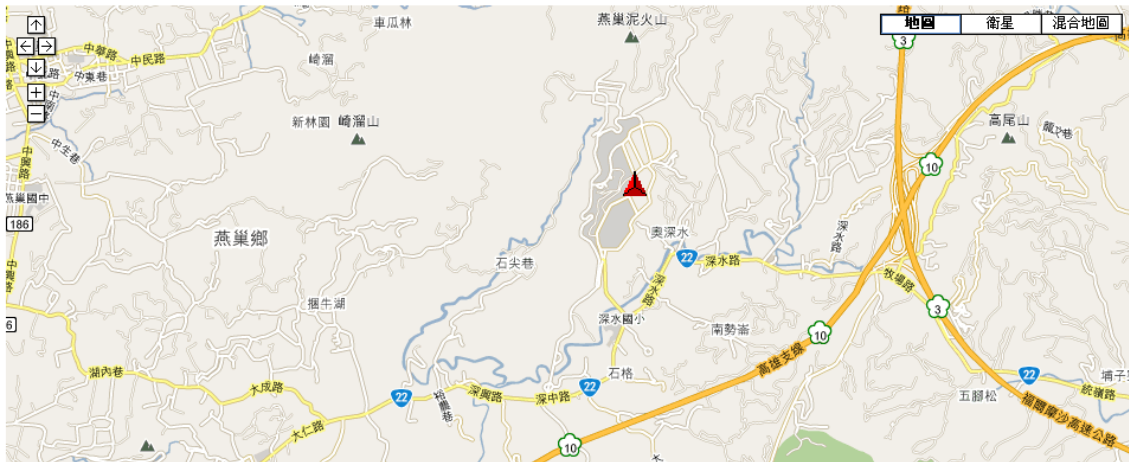 車瓜林
燕巢泥火山
地圖
衛星
混合地圖
3
中華路
中民路
中東巷
崎溜
新林園
崎溜山
高尾山
中生巷
10
中興路
燕巢國中
186
燕巢鄉
奧深水
深水路
石尖巷
22
深水路
牧場路
中興路
捆牛湖
深水路
3
深水國小
南勢崙
10
高雄支線
湖內巷
大成路
石格
22
22
22
深興路
深中路
裕農巷
五腳松
統嶺路
大仁路
福爾摩沙高速公路
10